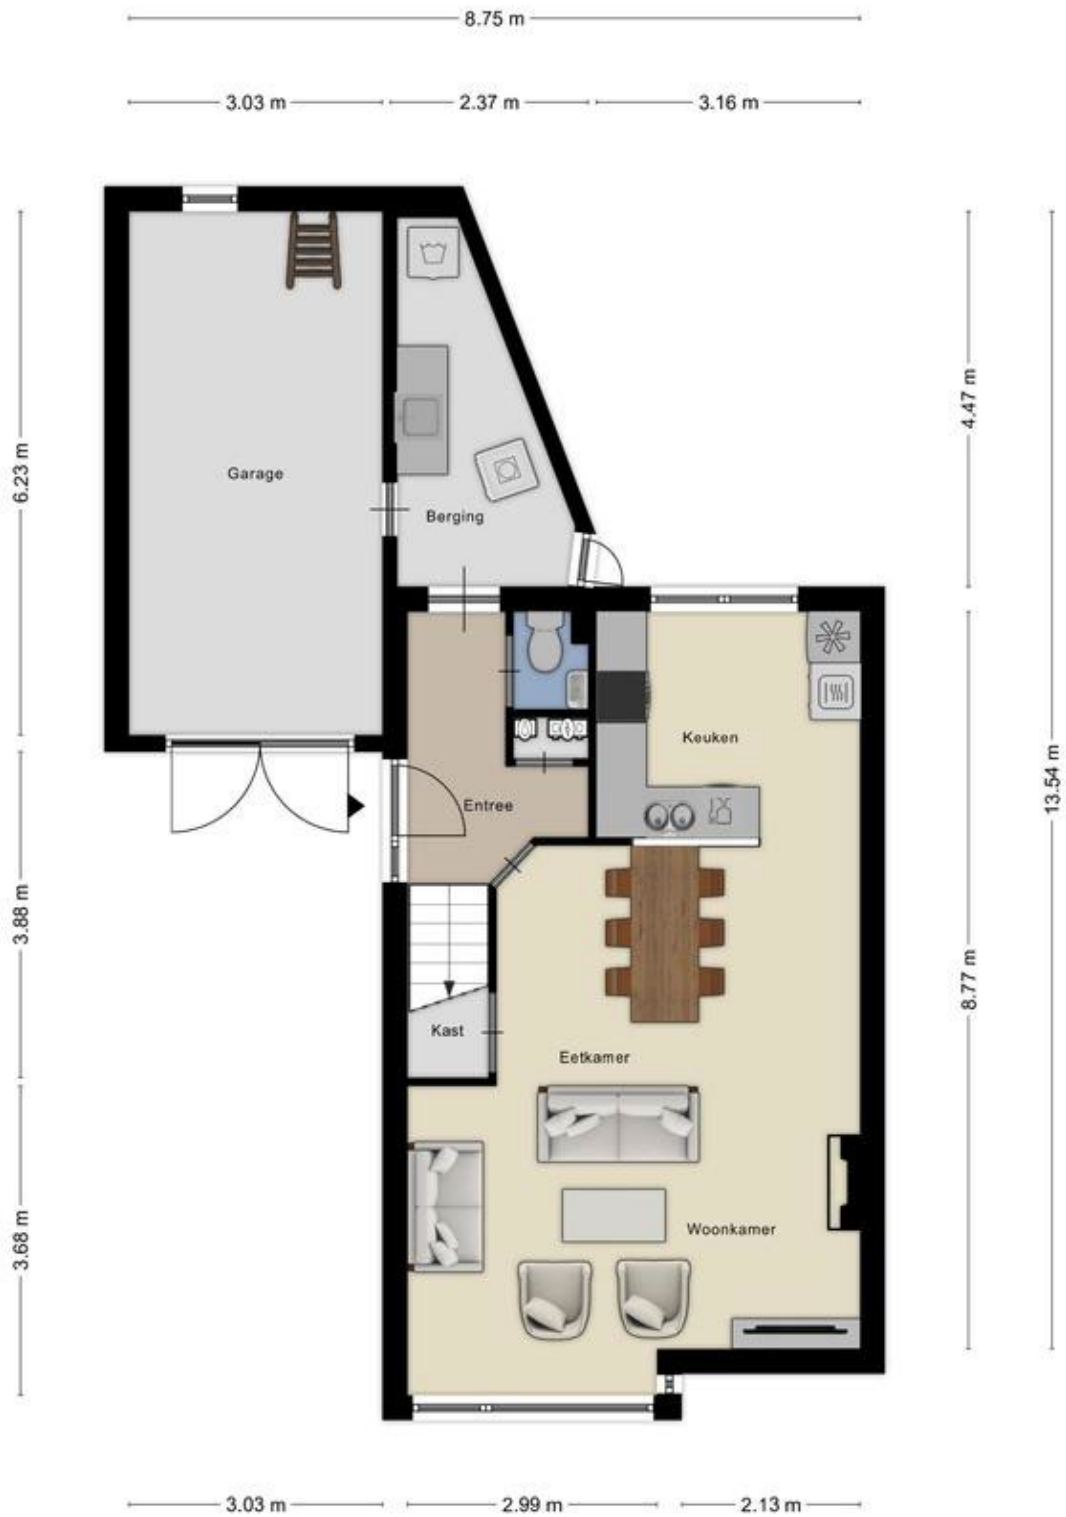 8.75 m
3.03 m
2.37 m
3.16 m
4.47 m
6.23 m
Garage
Berging
Keuken
13.54 m
Entree
3.88 m
8.77 m
Kast
Eetkamer
Woonkamer
3.68 m
3.03 m
2.99 m
2.13 m